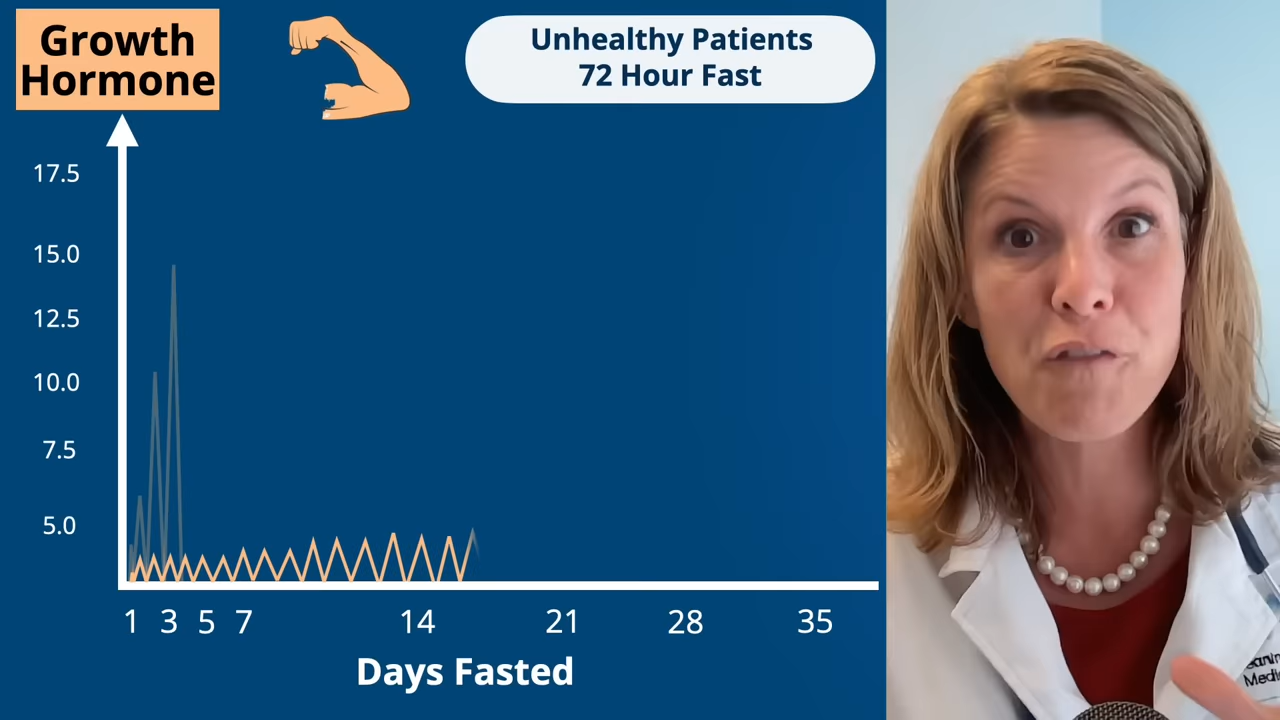 Growth
Hormone
Unhealthy Patients
72 Hour Fast
17.5
15.0
12.5
10.0
7.5
5.0
1 3 5 7 14 21 28 35
Days Fasted